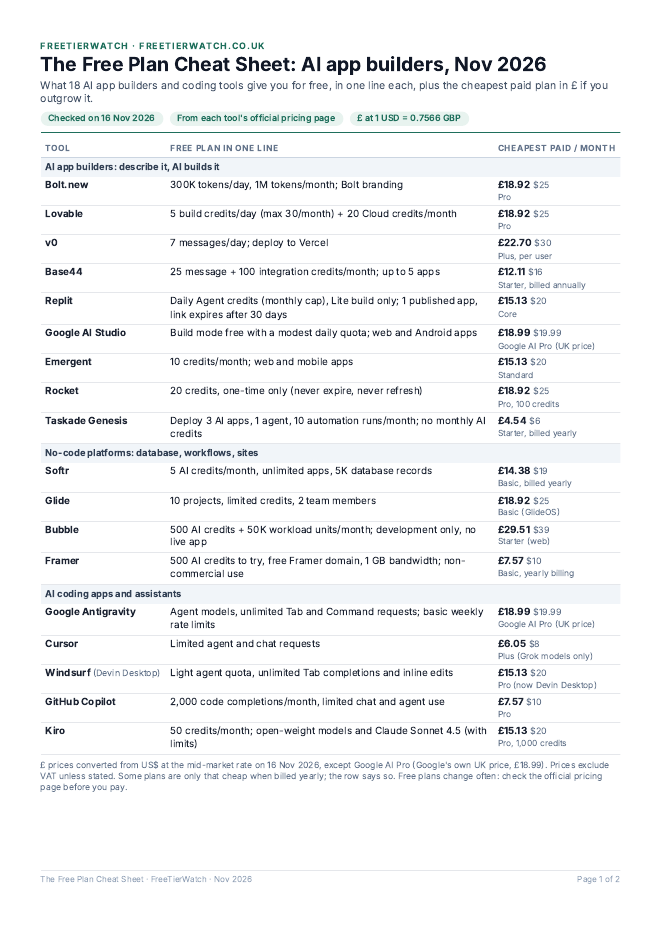 FREETIERWATCH · FREETIERWATCH.CO.UK
The Free Plan Cheat Sheet: AI app builders, Nov 2026
What 18 AI app builders and coding tools give you for free, in one line each, plus the cheapest paid plan in £ if you
outgrow it.
Checked on 16 Nov 2026 From each tool's official pricing page £ at 1 USD = 0.7566 GBP
TOOL FREE PLAN IN ONE LINE CHEAPEST PAID / MONTH
AI app builders: describe it, AI builds it
Bolt.new 300K tokens/day, 1M tokens/month; Bolt branding £18.92 $25
Pro
Lovable 5 build credits/day (max 30/month) + 20 Cloud credits/month £18.92 $25
Pro
v0 7 messages/day; deploy to Vercel £22.70 $30
Plus, per user
Base44 25 message + 100 integration credits/month; up to 5 apps £12.11 $16
Starter, billed annually
Replit Daily Agent credits (monthly cap), Lite build only; 1 published app, £15.13 $20
link expires after 30 days Core
Google AI Studio Build mode free with a modest daily quota; web and Android apps £18.99 $19.99
Google AI Pro (UK price)
Emergent 10 credits/month; web and mobile apps £15.13 $20
Standard
Rocket 20 credits, one-time only (never expire, never refresh) £18.92 $25
Pro, 100 credits
Taskade Genesis Deploy 3 AI apps, 1 agent, 10 automation runs/month; no monthly AI £4.54 $6
credits Starter, billed yearly
No-code platforms: database, workflows, sites
Softr 5 AI credits/month, unlimited apps, 5K database records £14.38 $19
Basic, billed yearly
Glide 10 projects, limited credits, 2 team members £18.92 $25
Basic (GlideOS)
Bubble 500 AI credits + 50K workload units/month; development only, no £29.51 $39
live app Starter (web)
Framer 500 AI credits to try, free Framer domain, 1 GB bandwidth; non- £7.57 $10
commercial use Basic, yearly billing
AI coding apps and assistants
Google Antigravity Agent models, unlimited Tab and Command requests; basic weekly £18.99 $19.99
rate limits Google AI Pro (UK price)
Cursor Limited agent and chat requests £6.05 $8
Plus (Grok models only)
Windsurf (Devin Desktop) Light agent quota, unlimited Tab completions and inline edits £15.13 $20
Pro (now Devin Desktop)
GitHub Copilot 2,000 code completions/month, limited chat and agent use £7.57 $10
Pro
Kiro 50 credits/month; open-weight models and Claude Sonnet 4.5 (with £15.13 $20
limits) Pro, 1,000 credits
£ prices converted from US$ at the mid-market rate on 16 Nov 2026, except Google AI Pro (Google's own UK price, £18.99). Prices exclude
VAT unless stated. Some plans are only that cheap when billed yearly; the row says so. Free plans change often: check the official pricing
page before you pay.
The Free Plan Cheat Sheet · FreeTierWatch · Nov 2026 Page 1 of 2